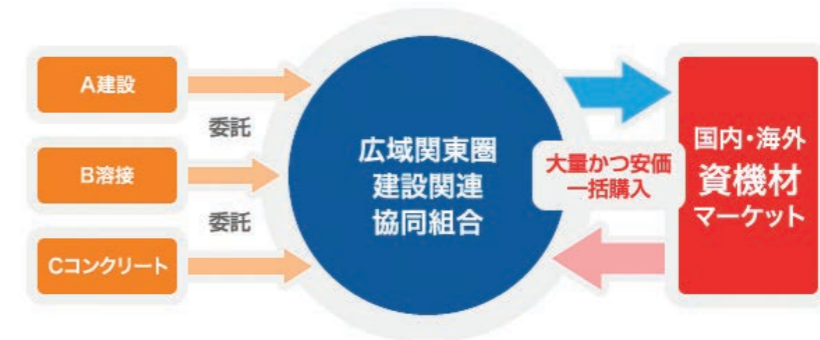 A建設
委託
B溶接
委託
Cコンクリート
広域関東圏
建設関連
協同組合
大量かつ安価
一括購入
国内・海外
資機材
マーケット